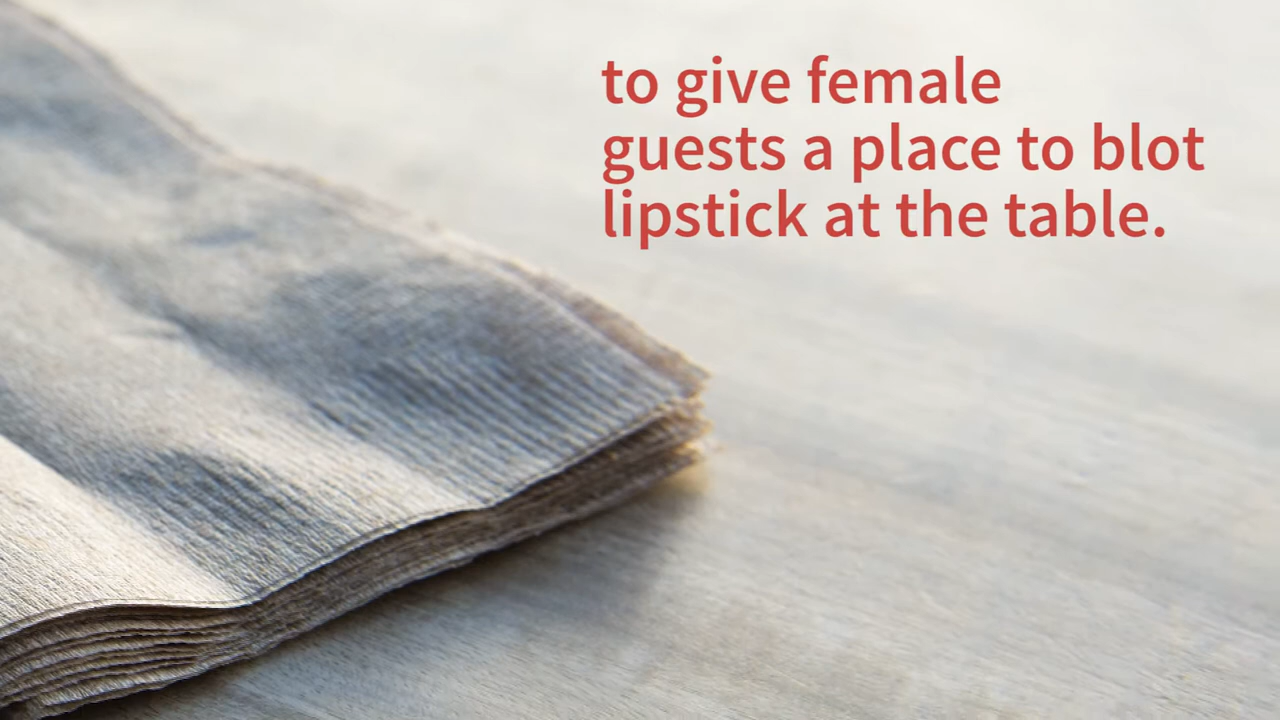 to give female
guests a place to blot
lipstick at the table.